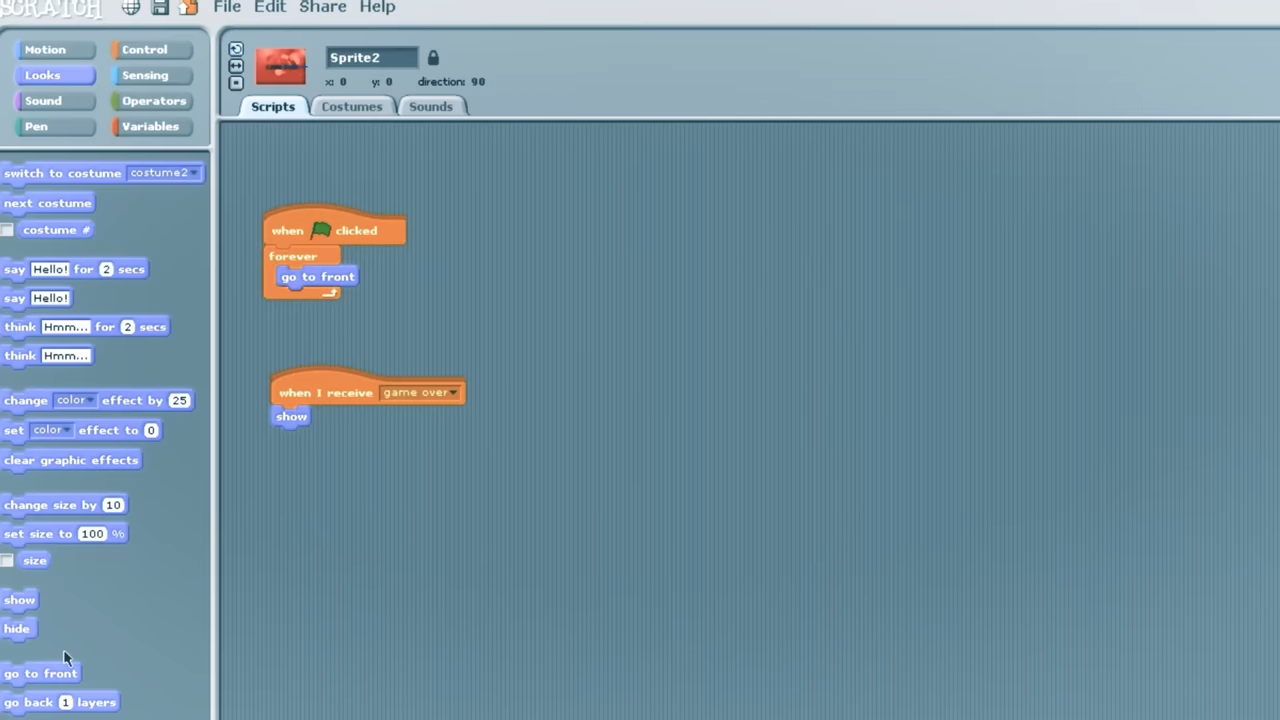 SCRATCH File Edit Share Help
Motion Control
Looks Sensing
Sound Operators
Pen Variables
Sprite2
x: 0 y: 0 direction: 90
Scripts Costumes Sounds
switch to costume costume2
next costume
costume #
say Hello! for 2 secs
say Hello!
think Hmm... for 2 secs
think Hmm...
change color effect by 25
set color effect to 0
clear graphic effects
change size by 10
set size to 100 %
size
show
hide
go to front
go back 1 layers
when clicked
forever
go to front
when I receive game over
show